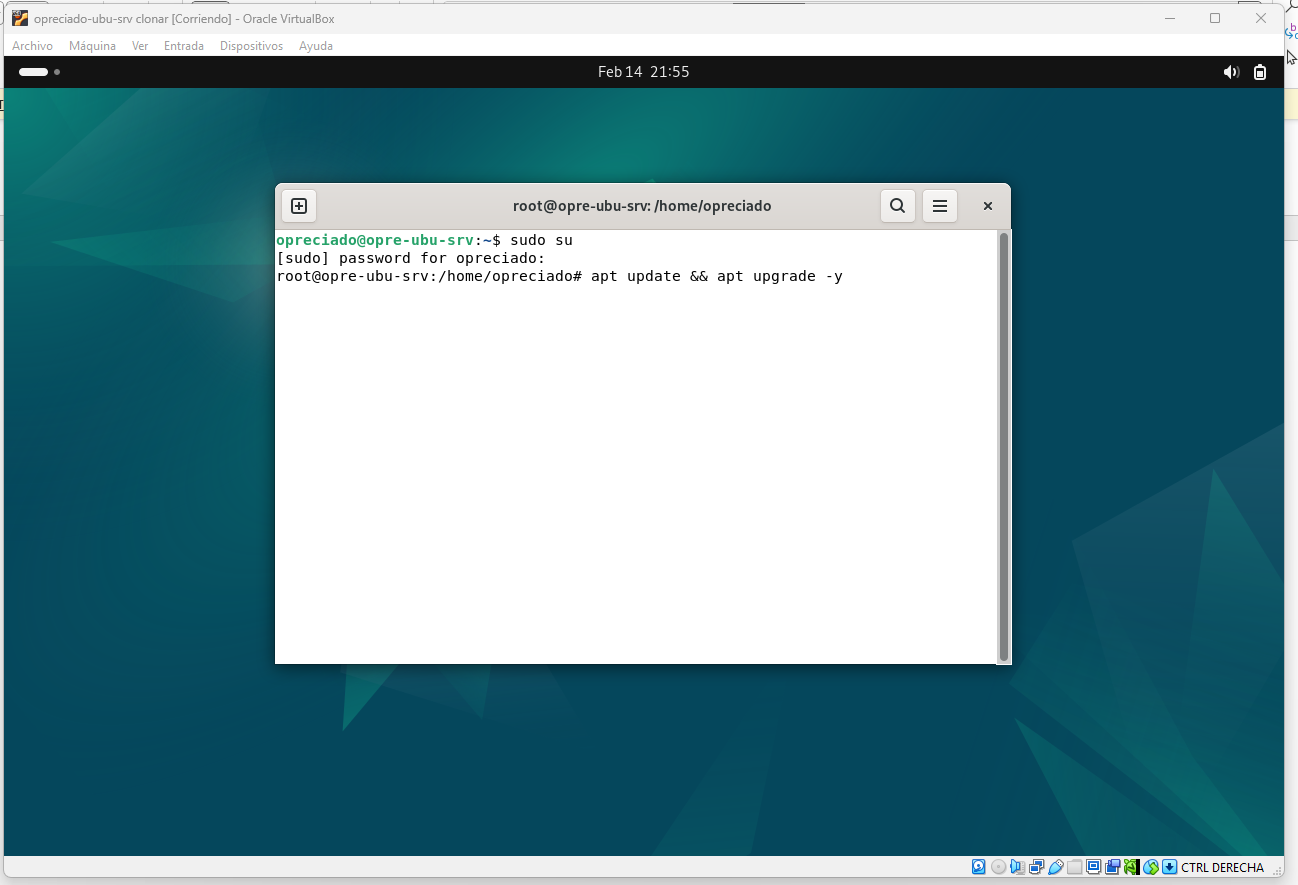 opreciado-ubu-srv clonar [Corriendo] - Oracle VirtualBox
Archivo Máquina Ver Entrada Dispositivos Ayuda
Feb 14 21:55
root@opre-ubu-srv: /home/opreciado
opreciado@opre-ubu-srv:~$ sudo su
[sudo] password for opreciado:
root@opre-ubu-srv:/home/opreciado# apt update && apt upgrade -y
CTRL DERECHA